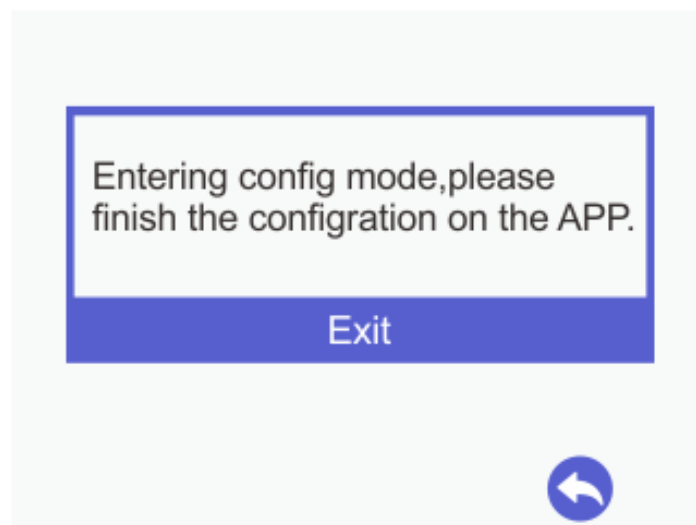 Entering config mode,please
finish the configration on the APP.
Exit